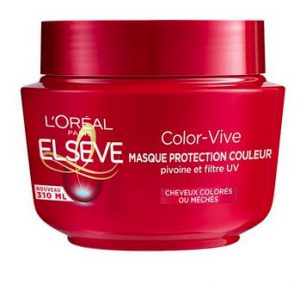 L'ORÉAL
PARIS
ELSEVE
NOUVEAU
310 ML
Color-Vive
MASQUE PROTECTION COULEUR
pivoine et filtre UV
CHEVEUX COLORÉS
OU MÉCHÉS